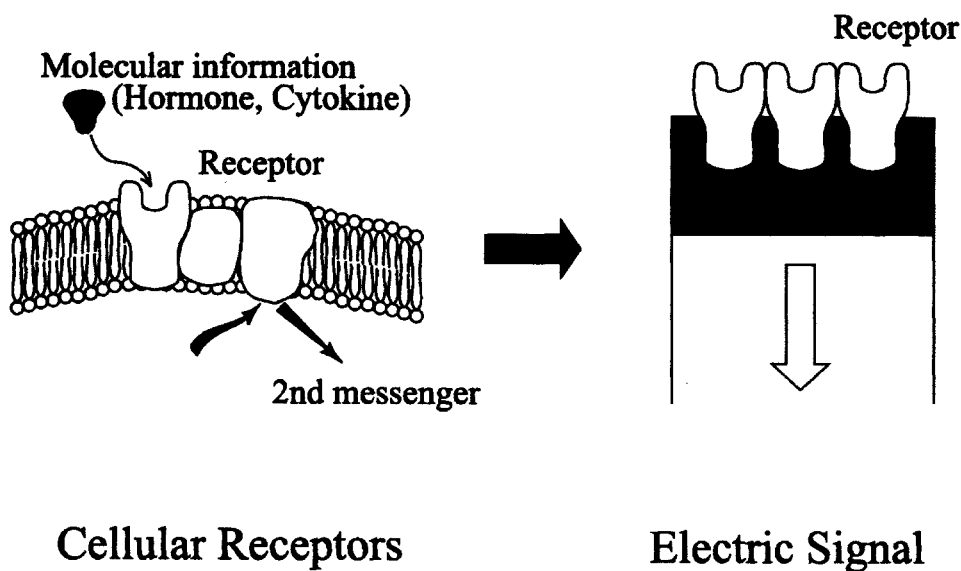 Molecular information
(Hormone, Cytokine)
Receptor
2nd messenger
Cellular Receptors
Receptor
Electric Signal